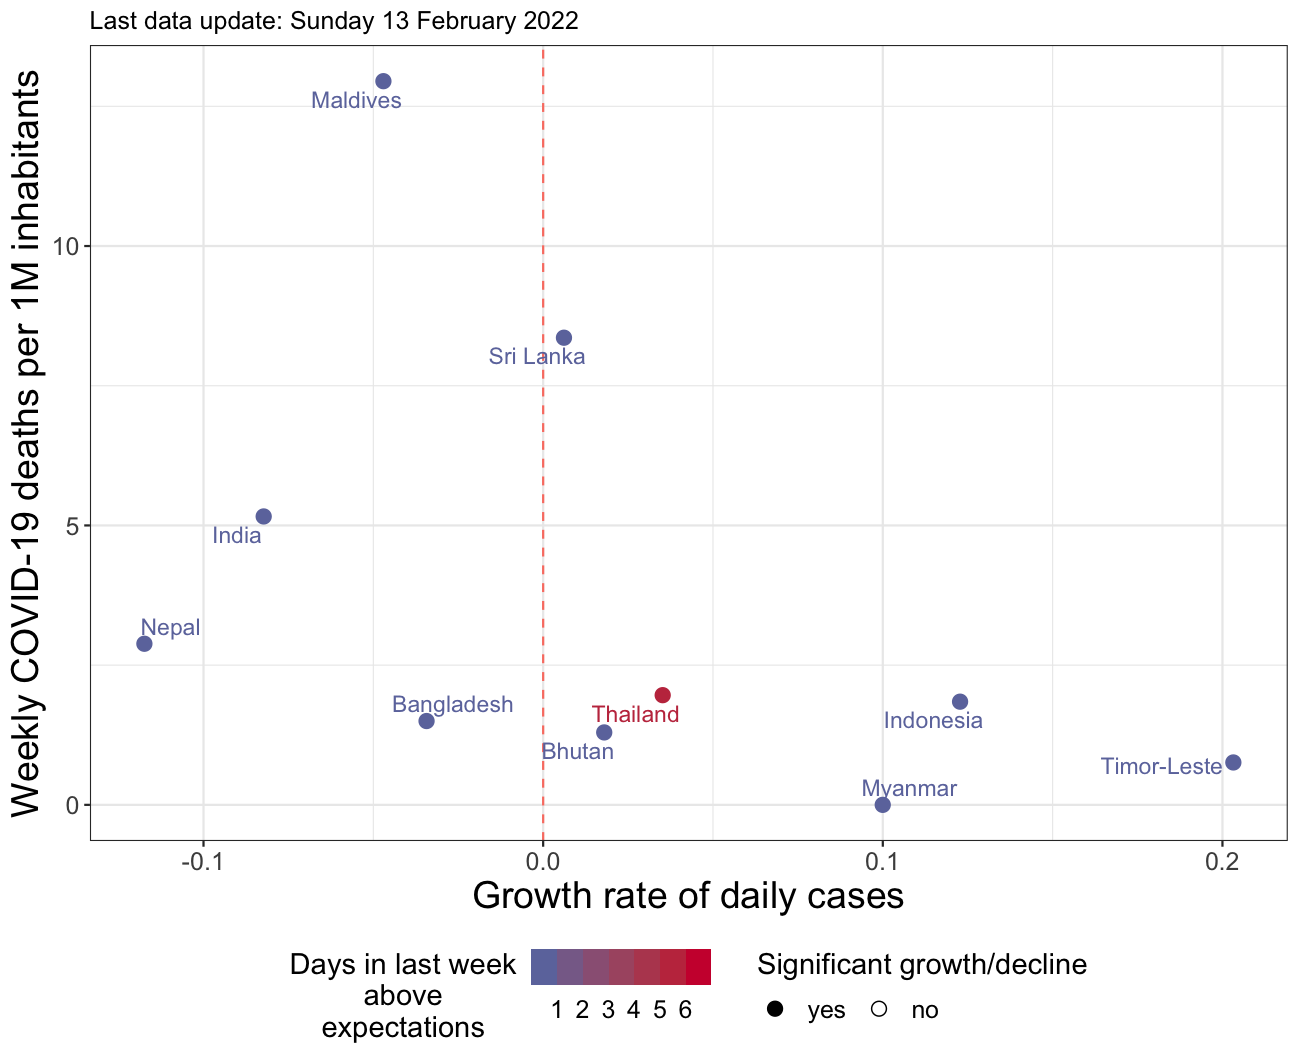 Last data update: Sunday 13 February 2022
Weekly COVID-19 deaths per 1M inhabitants
Maldives
10
Sri Lanka
5
India
Nepal
Bangladesh
Thailand
Indonesia
Bhutan
Timor-Leste
Myanmar
0
-0.1 0.0 0.1 0.2
Growth rate of daily cases
Days in last week
above
expectations
1 2 3 4 5 6
Significant growth/decline
yes no